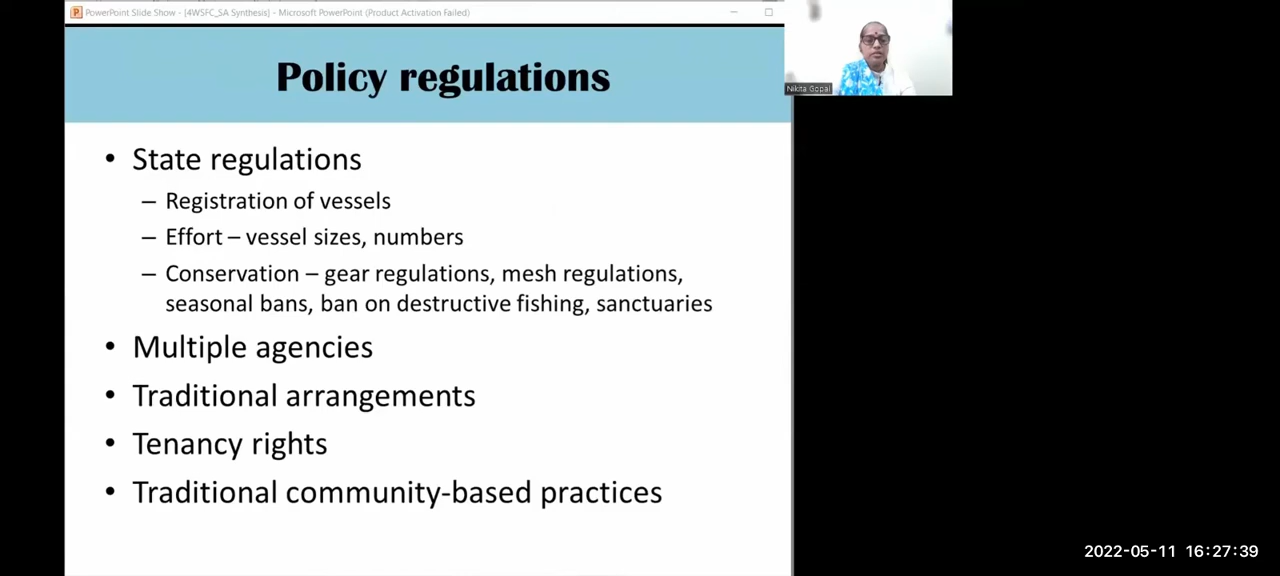 PowerPoint Slide Show - [4WSFC_SA Synthesis] - Microsoft PowerPoint (Product Activation Failed)
Policy regulations
Nikita Gopal
• State regulations
– Registration of vessels
– Effort – vessel sizes, numbers
– Conservation – gear regulations, mesh regulations,
seasonal bans, ban on destructive fishing, sanctuaries
• Multiple agencies
• Traditional arrangements
• Tenancy rights
• Traditional community-based practices
2022-05-11 16:27:39